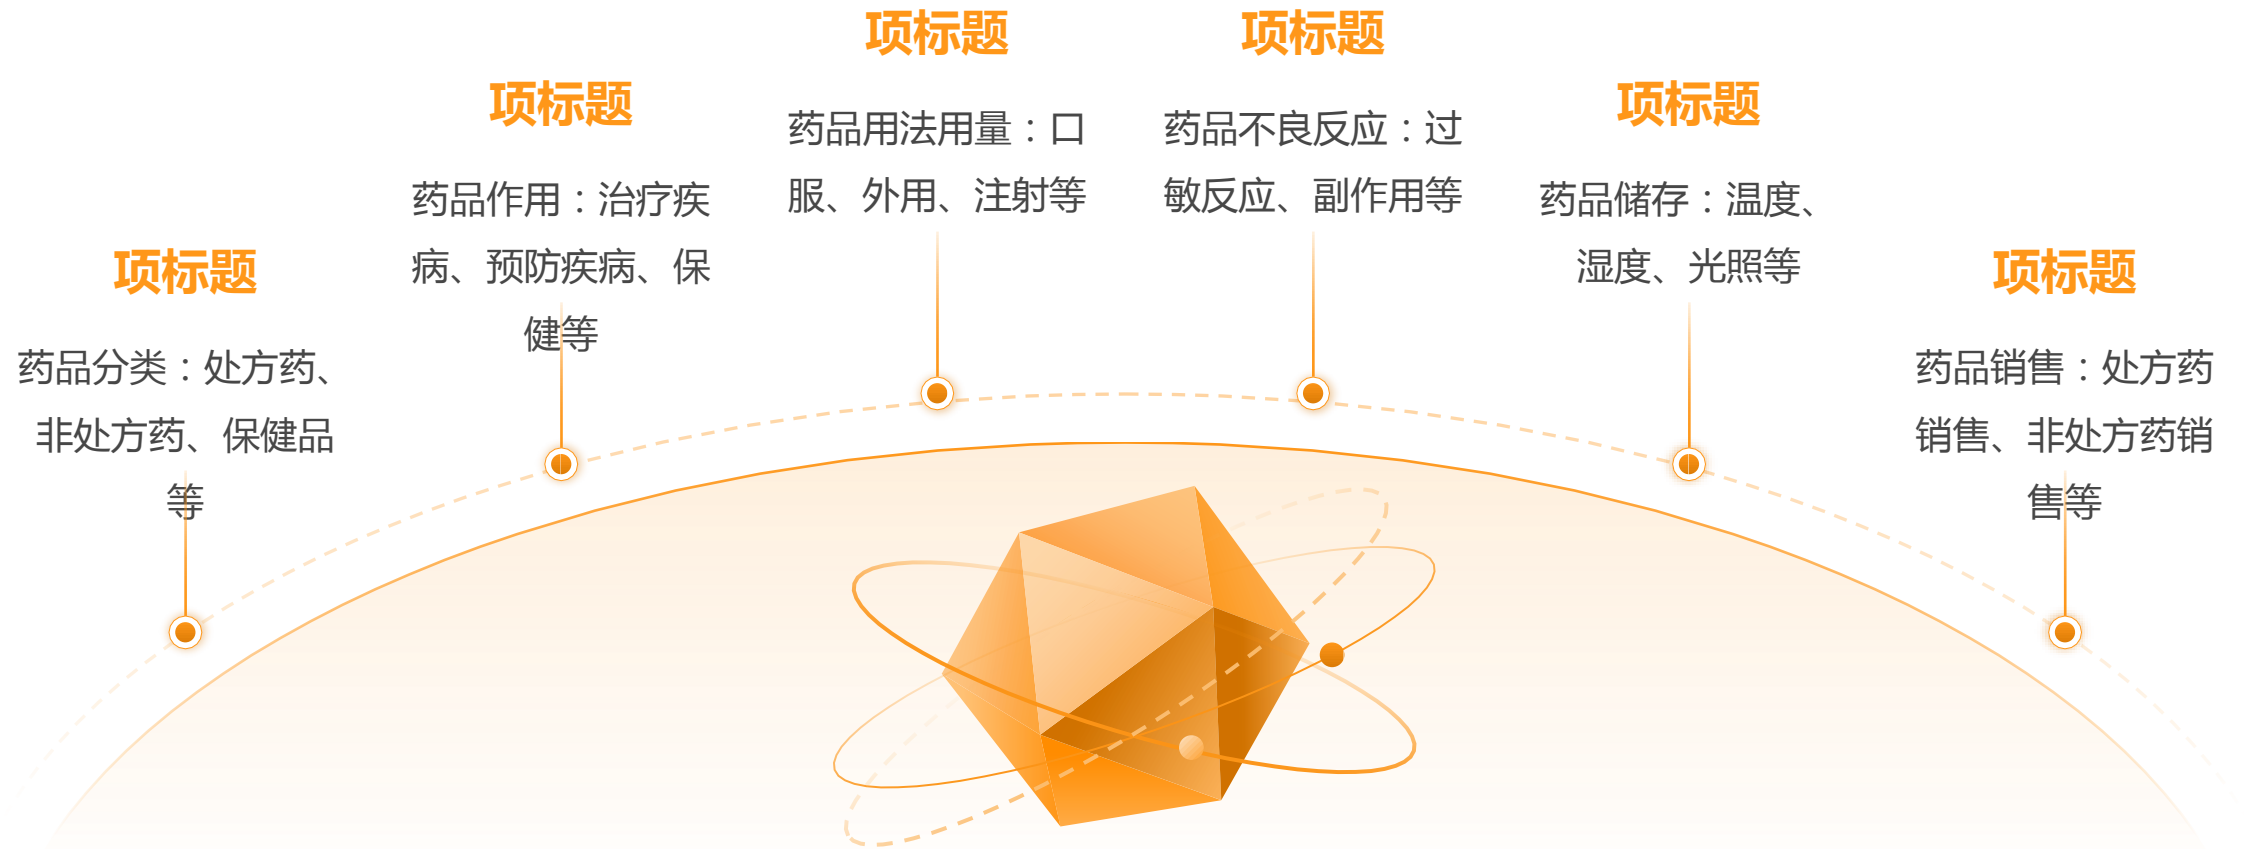 项标题
药品分类：处方药、
非处方药、保健品
等
项标题
药品作用：治疗疾
病、预防疾病、保
健等
项标题
药品用法用量：口
服、外用、注射等
项标题
药品不良反应：过
敏反应、副作用等
项标题
药品储存：温度、
湿度、光照等
项标题
药品销售：处方药
销售、非处方药销
售等